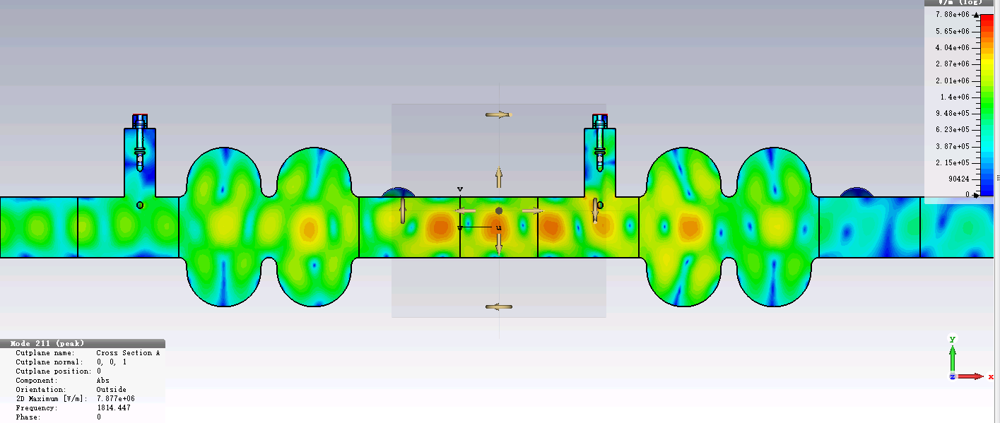 V/m (log)
7.88e+06
5.65e+06
4.04e+06
2.87e+06
2.01e+06
1.4e+06
9.48e+05
6.23e+05
3.87e+05
2.15e+05
90424
0
v
w u
y
z x
Mode 211 (peak)
Cutplane name: Cross Section A
Cutplane normal: 0, 0, 1
Cutplane position: 0
Component: Abs
Orientation: Outside
2D Maximum [V/m]: 7.877e+06
Frequency: 1814.447
Phase: 0